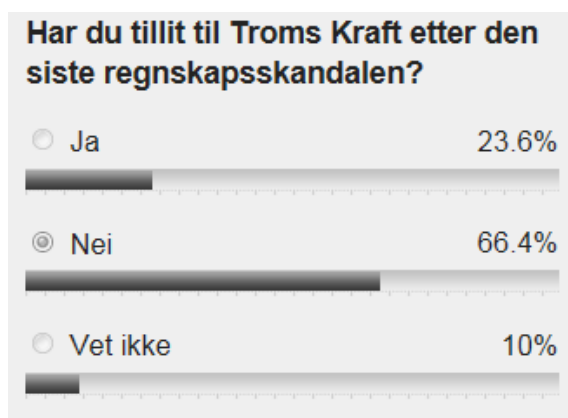 Har du tillit til Troms Kraft etter den
siste regnskapsskandalen?
Ja 23.6%
Nei 66.4%
Vet ikke 10%